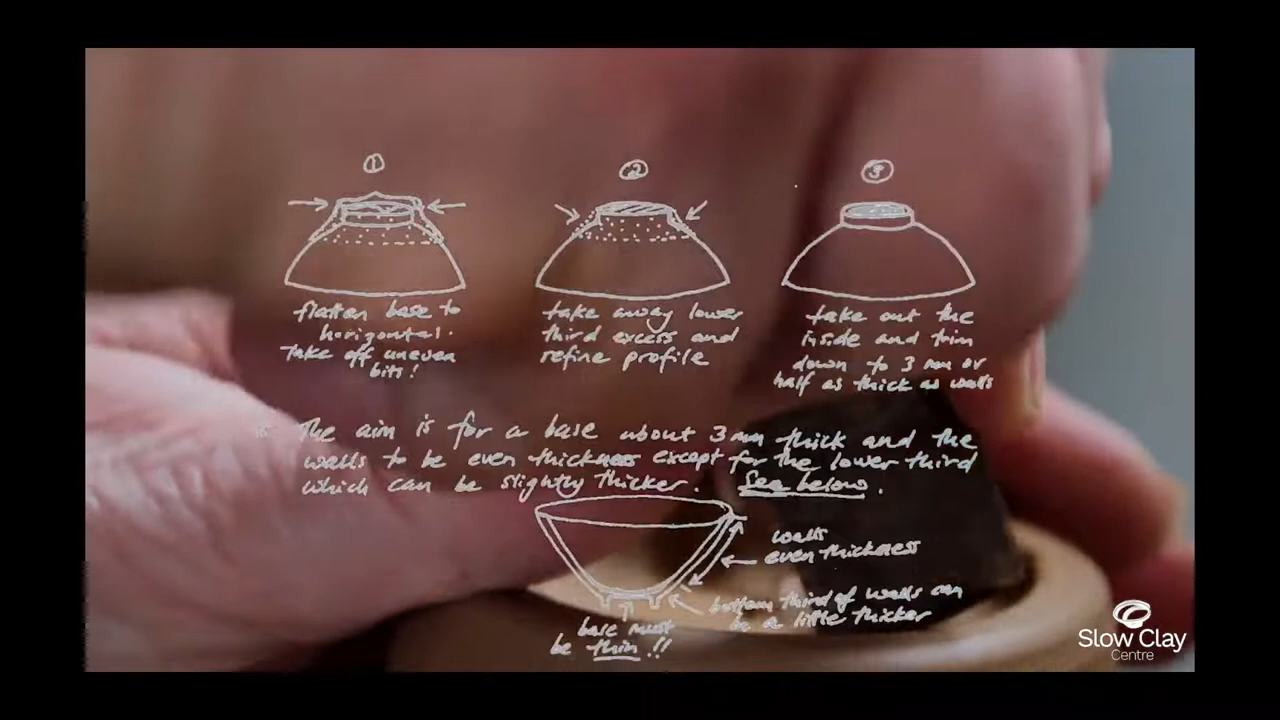 1
flatten base to
horizontal.
take off uneven
bits!
2
take away lower
third excess and
refine profile
3
take out the
inside and trim
down to 3 mm or
half as thick as walls
* The aim is for a base about 3mm thick and the
walls to be even thickness except for the lower third
which can be slightly thicker. See below.
walls
even thickness
bottom third of walls can
be a little thicker
base must
be thin!!
Slow Clay
Centre